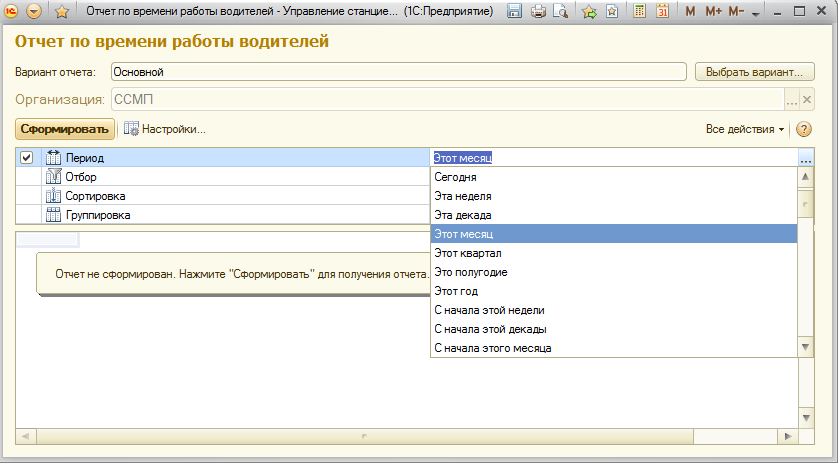 Отчет по времени работы водителей - Управление станцие... (1С:Предприятие) M M+ M-
Отчет по времени работы водителей
Вариант отчета: Основной Выбрать вариант...
Организация: ССМП ...
Сформировать Настройки... Все действия ?
Период Этот месяц ...
Отбор Сегодня
Сортировка Эта неделя
Группировка Эта декада
Этот месяц
Этот квартал
Отчет не сформирован. Нажмите "Сформировать" для получения отчета. Это полугодие
Этот год
С начала этой недели
С начала этой декады
С начала этого месяца